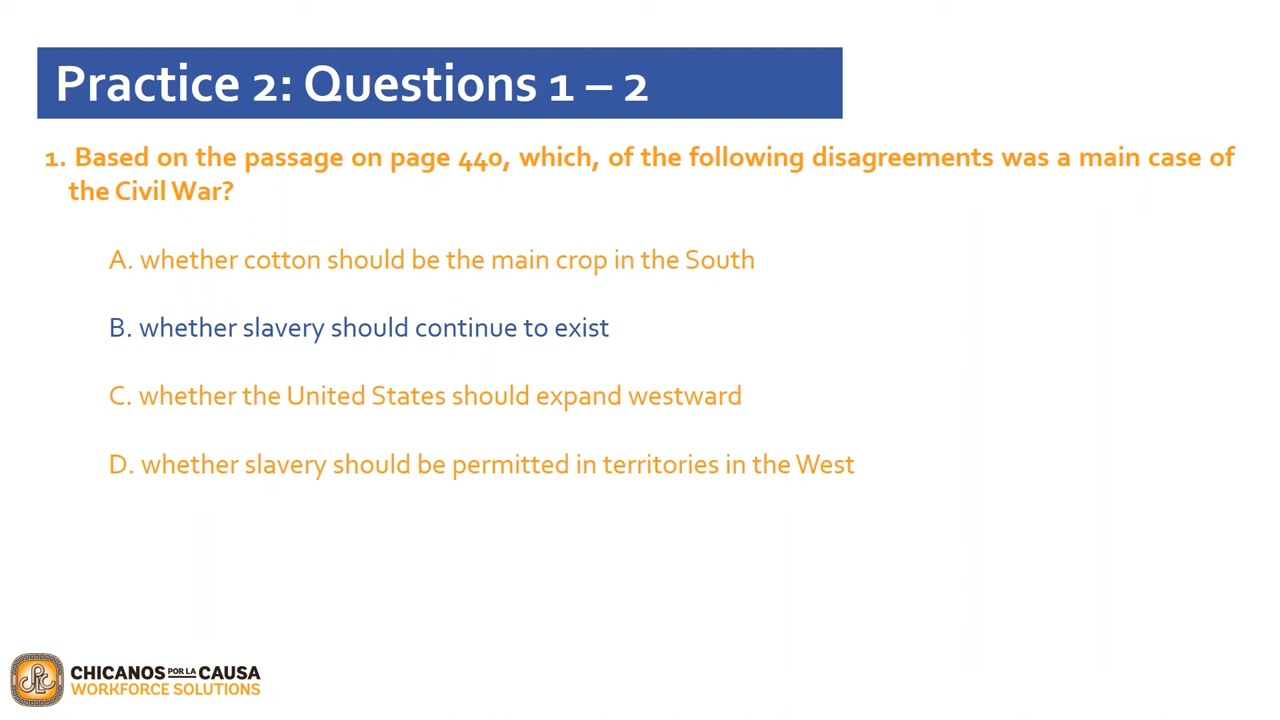 Practice 2: Questions 1 – 2
1. Based on the passage on page 440, which, of the following disagreements was a main case of
the Civil War?
A. whether cotton should be the main crop in the South
B. whether slavery should continue to exist
C. whether the United States should expand westward
D. whether slavery should be permitted in territories in the West
CHICANOS POR LA CAUSA
WORKFORCE SOLUTIONS